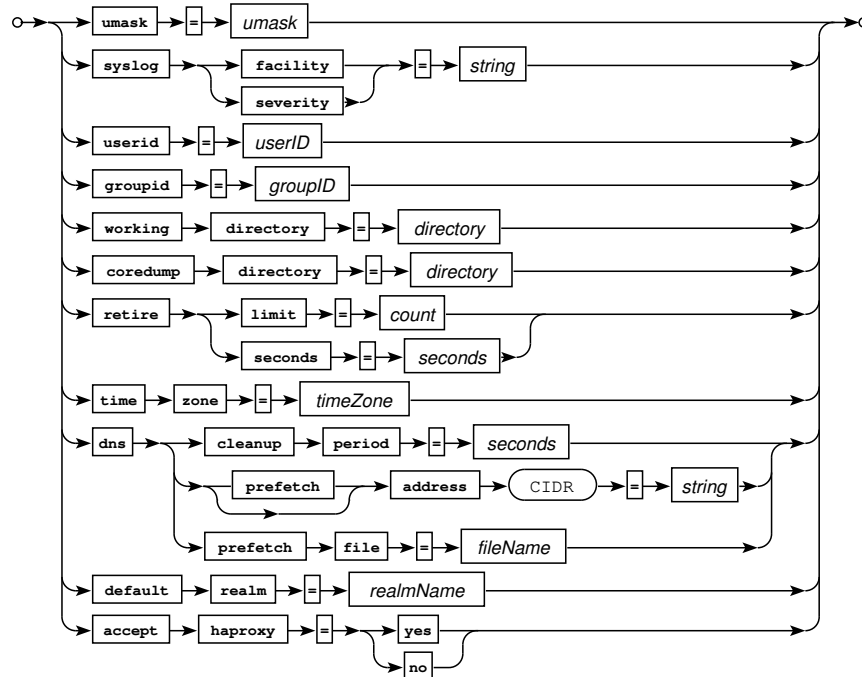 umask = umask
syslog facility = string
severity
userid = userID
groupid = groupID
working directory = directory
coredump directory = directory
retire limit = count
seconds = seconds
time zone = timeZone
dns cleanup period = seconds
prefetch address CIDR = string
prefetch file = fileName
default realm = realmName
accept haproxy = yes
no